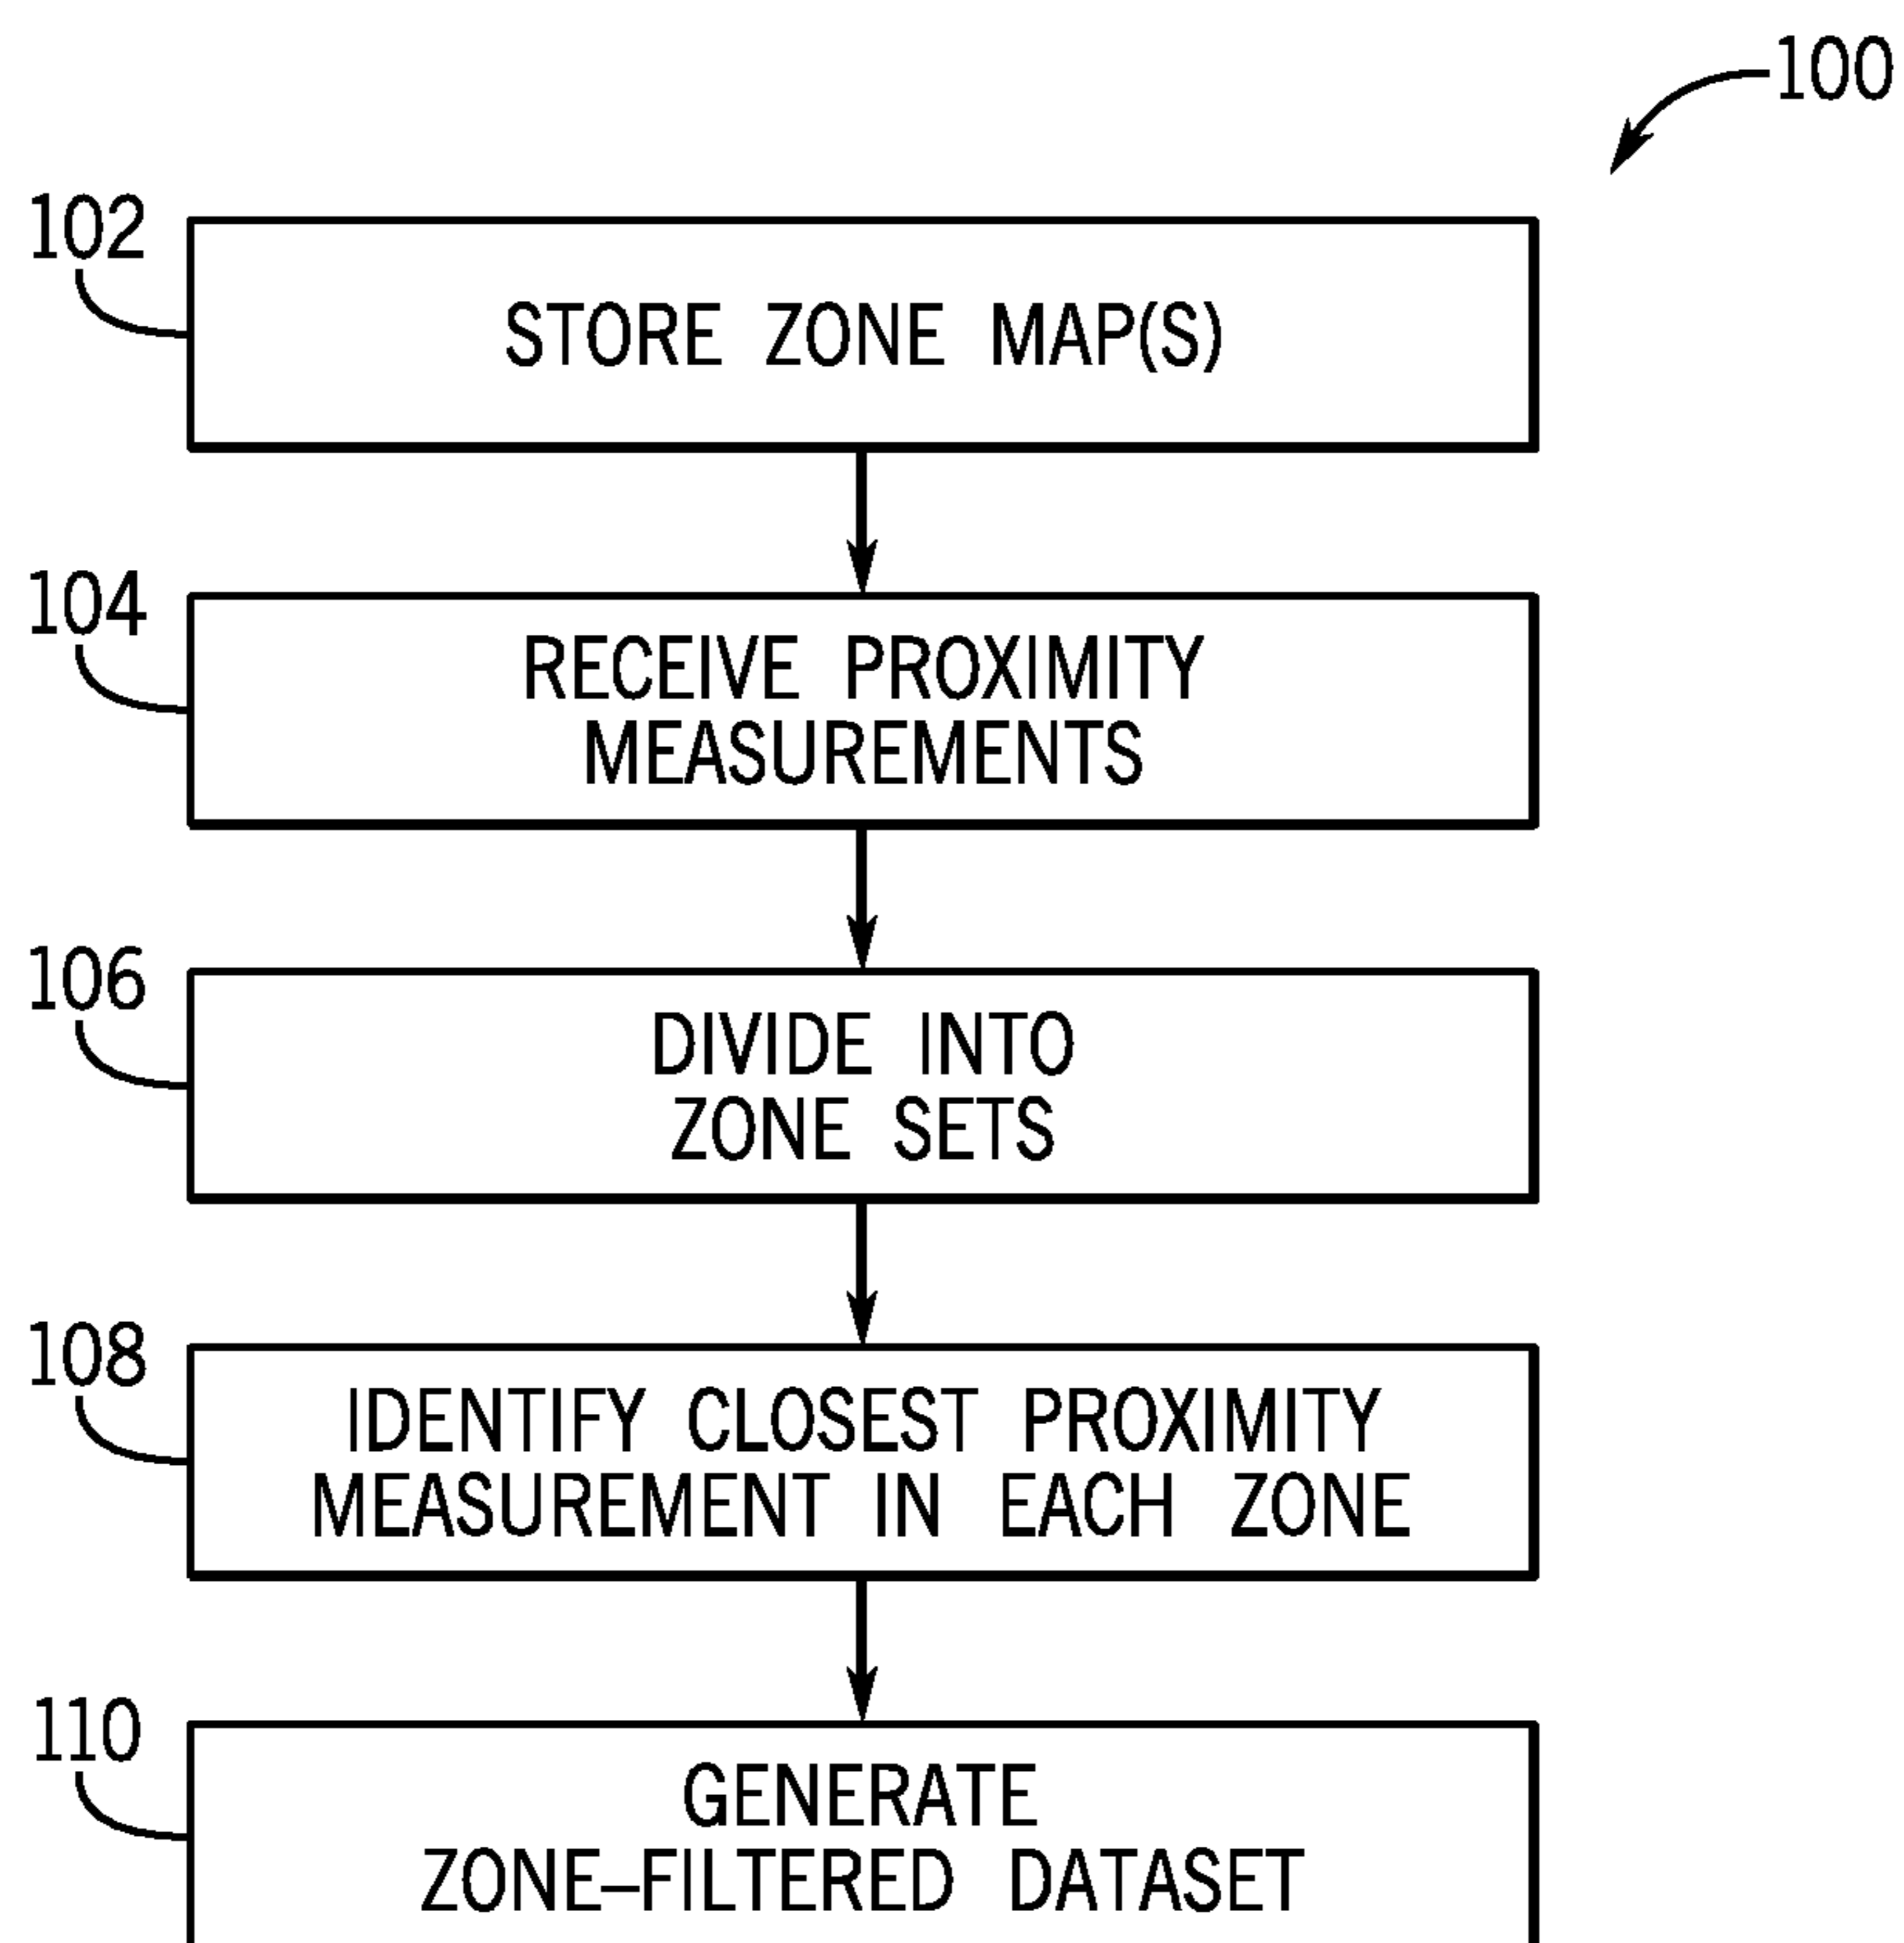 100
102
STORE ZONE MAP(S)
104
RECEIVE PROXIMITY
MEASUREMENTS
106
DIVIDE INTO
ZONE SETS
108
IDENTIFY CLOSEST PROXIMITY
MEASUREMENT IN EACH ZONE
110
GENERATE
ZONE–FILTERED DATASET